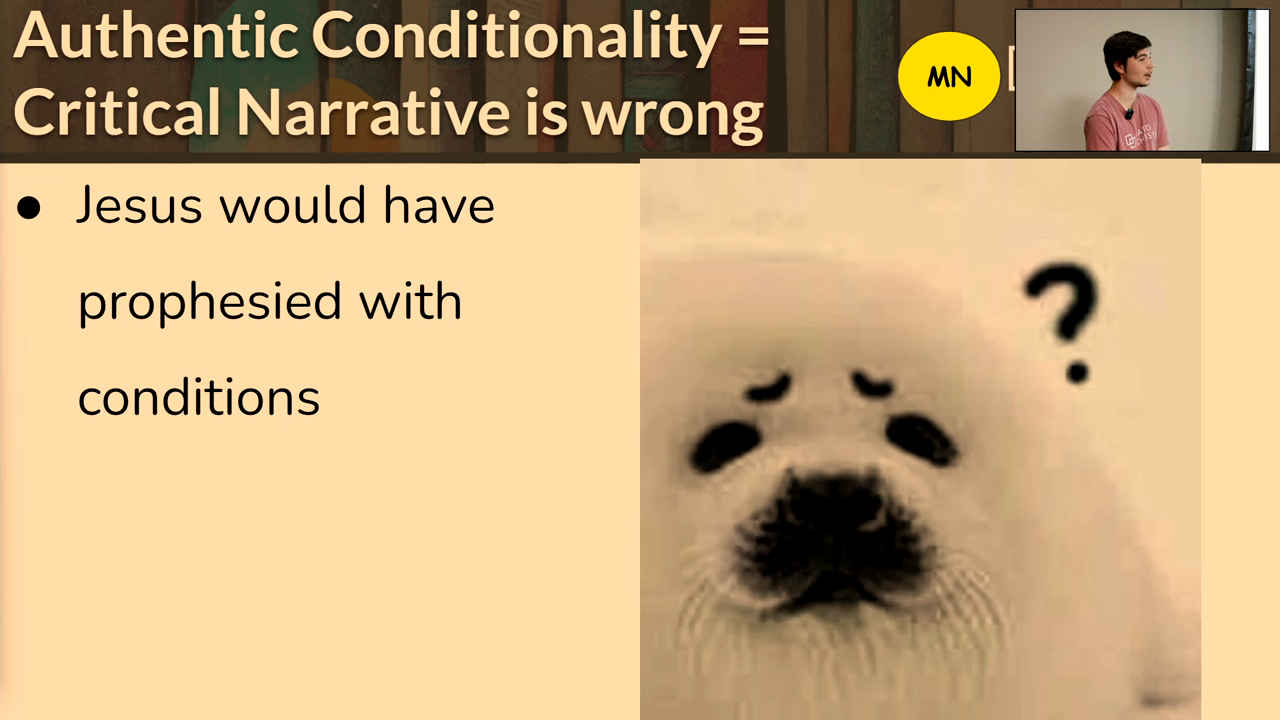 Authentic Conditionality =
Critical Narrative is wrong
MN
● Jesus would have
prophesied with
conditions
?